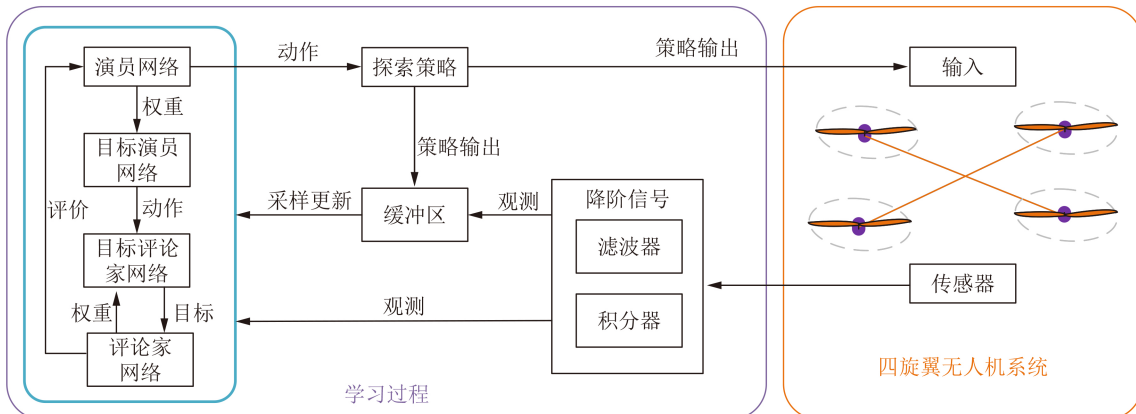 演员网络
动作
探索策略
策略输出
输入
权重
目标演员
网络
策略输出
评价
动作
采样更新
缓冲区
观测
降阶信号
滤波器
目标评论
家网络
传感器
权重
目标
观测
积分器
评论家
网络
学习过程
四旋翼无人机系统